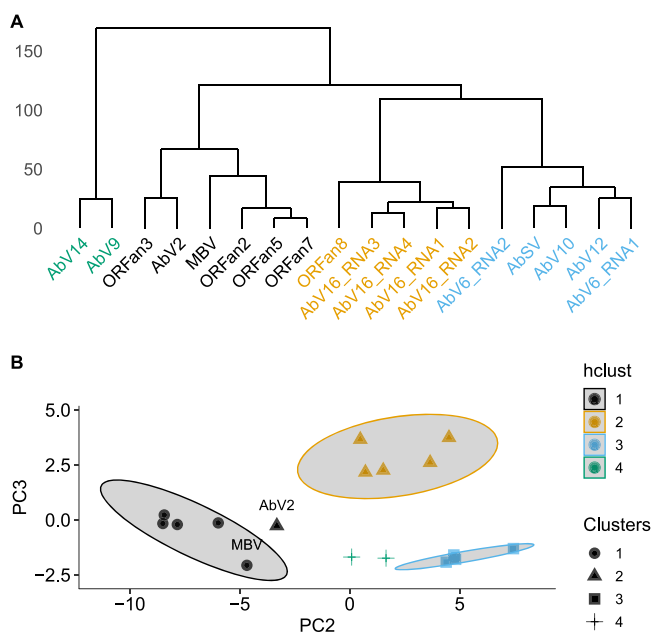 A
150
100
50
0
AbV14
AbV9
ORFan3
AbV2
MBV
ORFan2
ORFan5
ORFan7
ORFan8
AbV16_RNA3
AbV16_RNA4
AbV16_RNA1
AbV16_RNA2
AbV6_RNA2
AbSV
AbV10
AbV12
AbV6_RNA1
B
hclust
1
2
3
4
Clusters
1
2
3
4
5.0
2.5
0.0
−2.5
PC3
AbV2
MBV
−10
−5
0
5
PC2